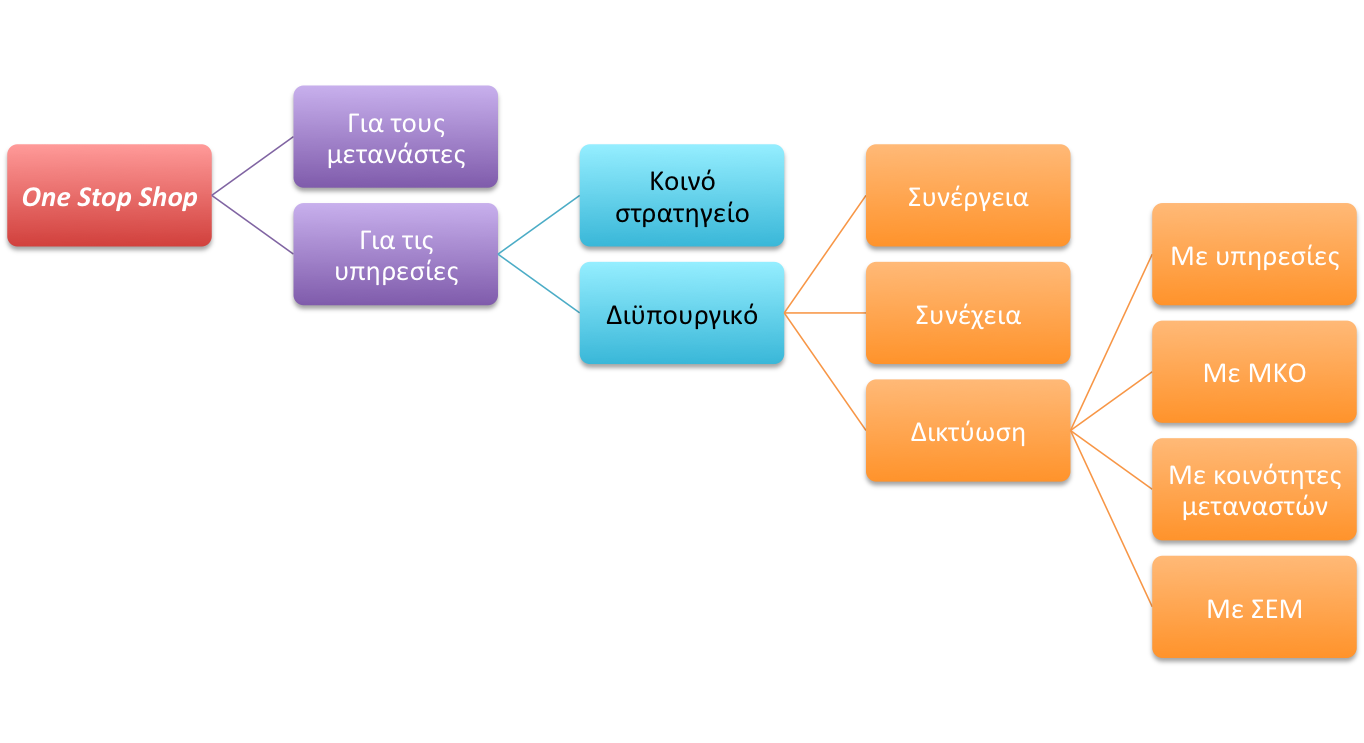 One Stop Shop
Για τους
μετανάστες
Για τις
υπηρεσίες
Κοινό
στρατηγείο
Διϋπουργικό
Συνέργεια
Συνέχεια
Δικτύωση
Με υπηρεσίες
Με ΜΚΟ
Με κοινότητες
μεταναστών
Με ΣΕΜ